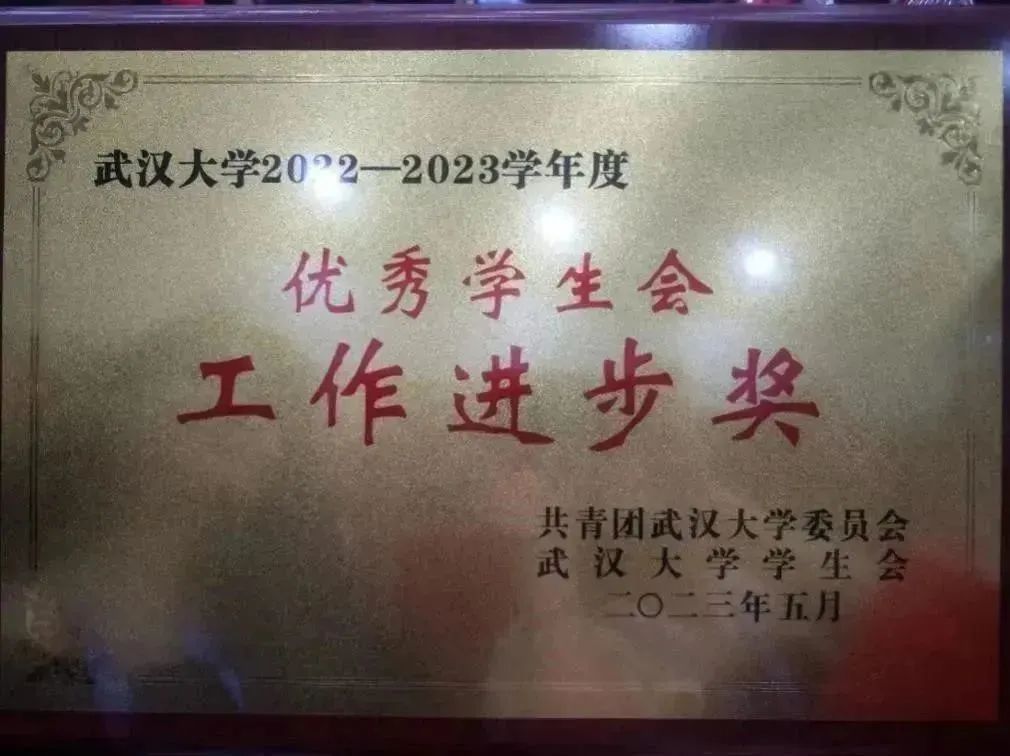 武汉大学2022—2023学年度
优秀学生会
工作进步奖
共青团武汉大学委员会
武汉大学学生会
二〇二三年五月